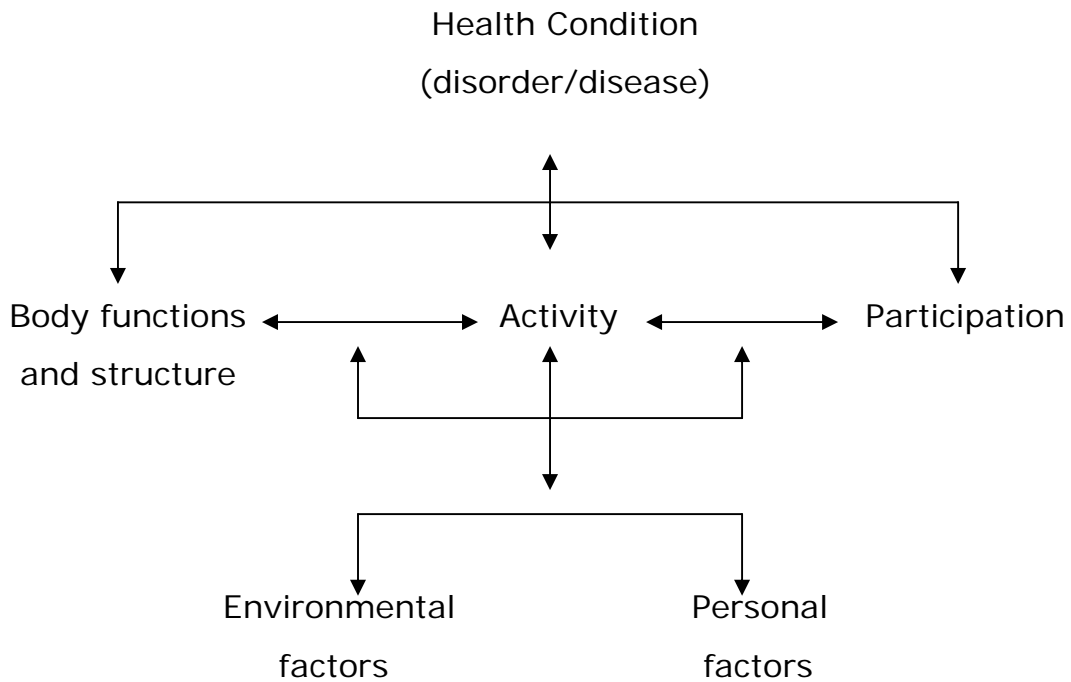 Health Condition
(disorder/disease)
Body functions
and structure
Activity
Participation
Environmental
factors
Personal
factors